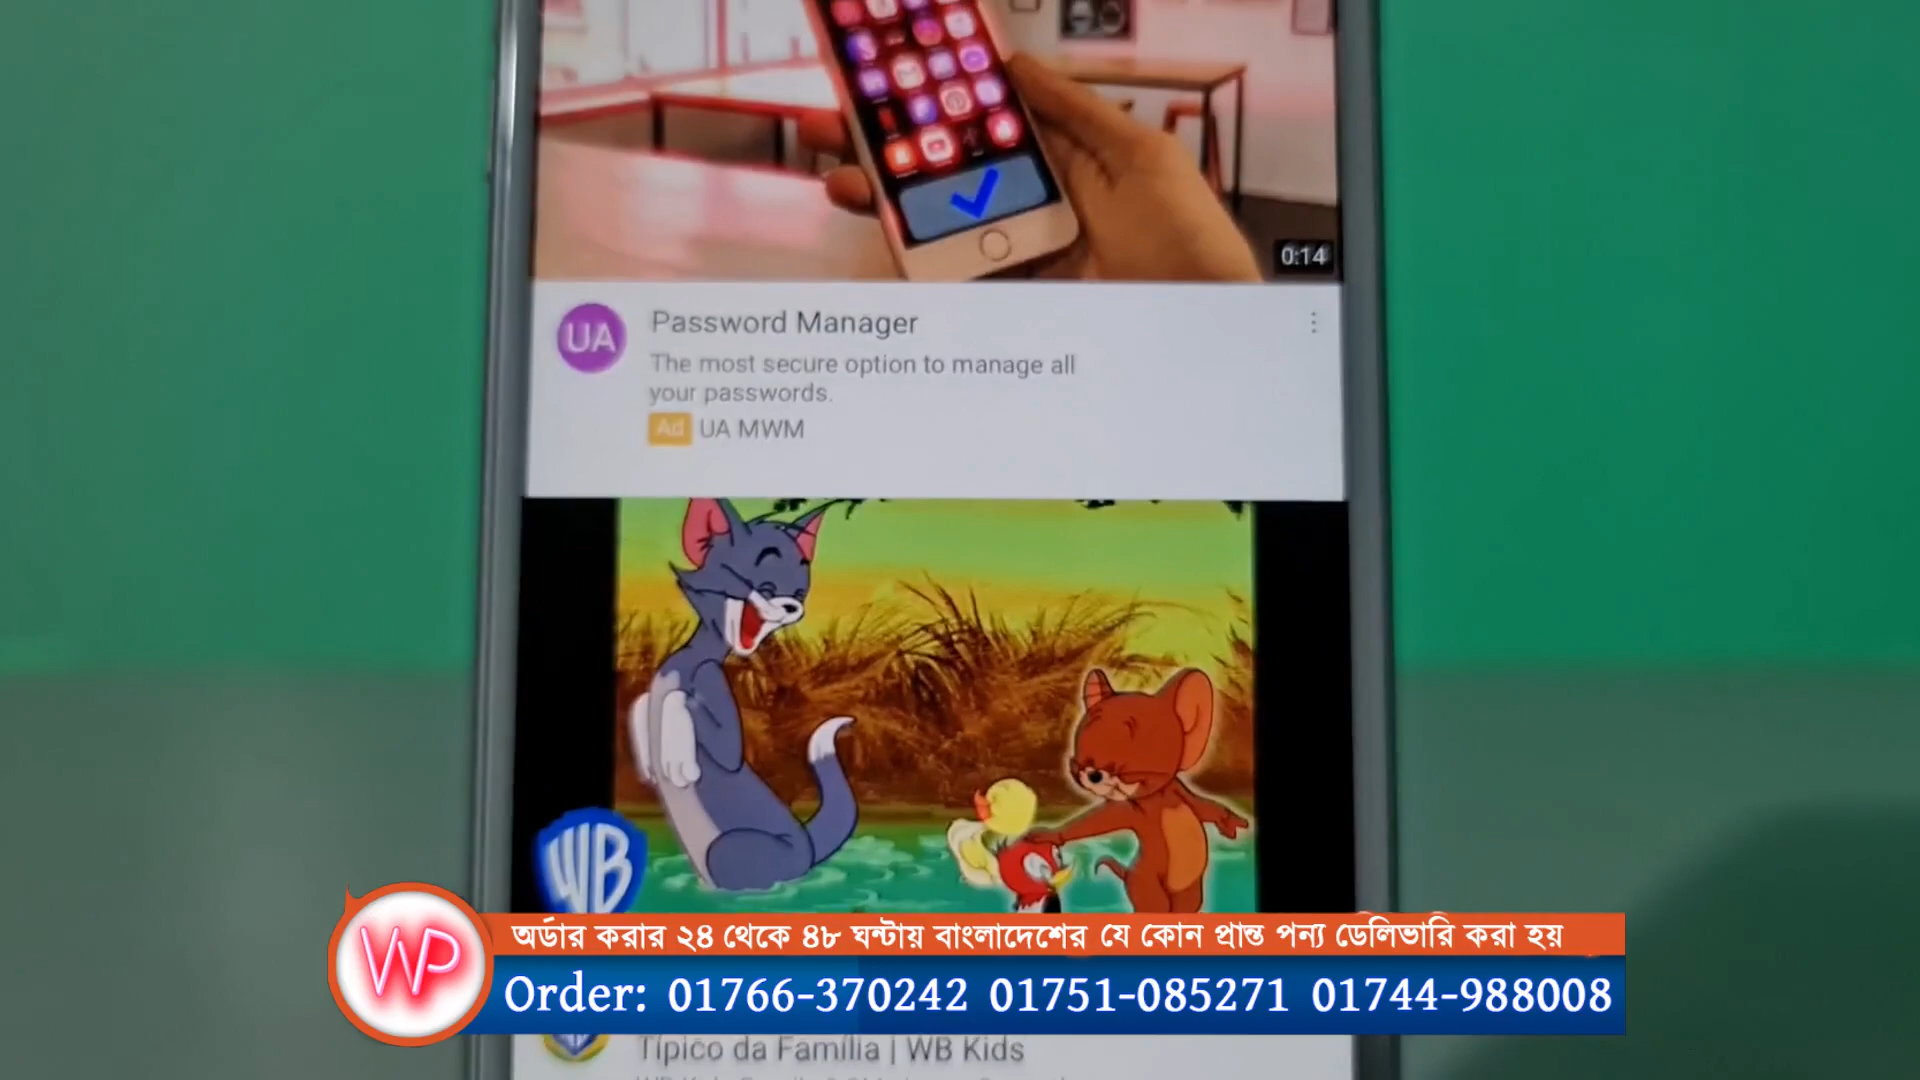 0:14
UA
Password Manager
The most secure option to manage all
your passwords.
Ad UA MWM
WB
WP
অর্ডার করার ২৪ থেকে ৪৮ ঘন্টায় বাংলাদেশের যে কোন প্রান্ত পন্য ডেলিভারি করা হয়
Order: 01766-370242 01751-085271 01744-988008
Típico da Família | WB Kids